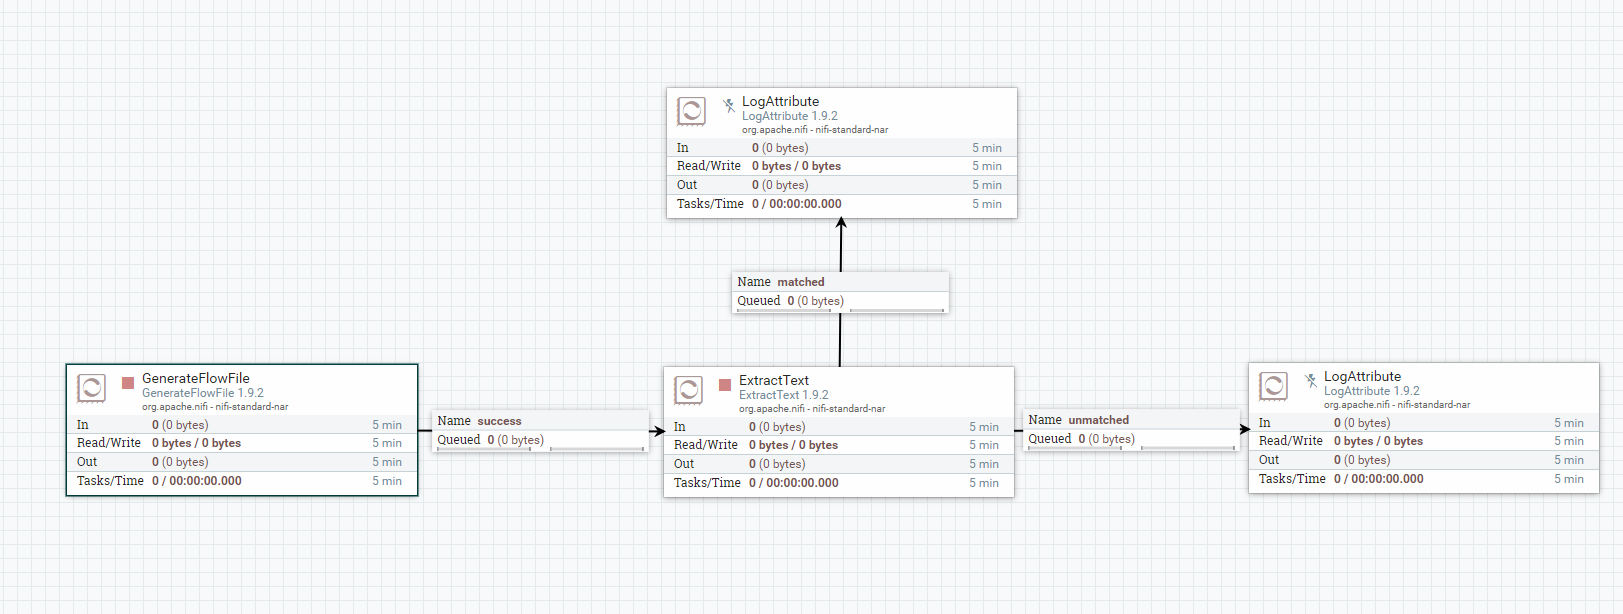 LogAttribute
LogAttribute 1.9.2
org.apache.nifi - nifi-standard-nar
In 0 (0 bytes) 5 min
Read/Write 0 bytes / 0 bytes 5 min
Out 0 (0 bytes) 5 min
Tasks/Time 0 / 00:00:00.000 5 min
Name matched
Queued 0 (0 bytes)
GenerateFlowFile
GenerateFlowFile 1.9.2
org.apache.nifi - nifi-standard-nar
In 0 (0 bytes) 5 min
Read/Write 0 bytes / 0 bytes 5 min
Out 0 (0 bytes) 5 min
Tasks/Time 0 / 00:00:00.000 5 min
Name success
Queued 0 (0 bytes)
ExtractText
ExtractText 1.9.2
org.apache.nifi - nifi-standard-nar
In 0 (0 bytes) 5 min
Read/Write 0 bytes / 0 bytes 5 min
Out 0 (0 bytes) 5 min
Tasks/Time 0 / 00:00:00.000 5 min
Name unmatched
Queued 0 (0 bytes)
LogAttribute
LogAttribute 1.9.2
org.apache.nifi - nifi-standard-nar
In 0 (0 bytes) 5 min
Read/Write 0 bytes / 0 bytes 5 min
Out 0 (0 bytes) 5 min
Tasks/Time 0 / 00:00:00.000 5 min